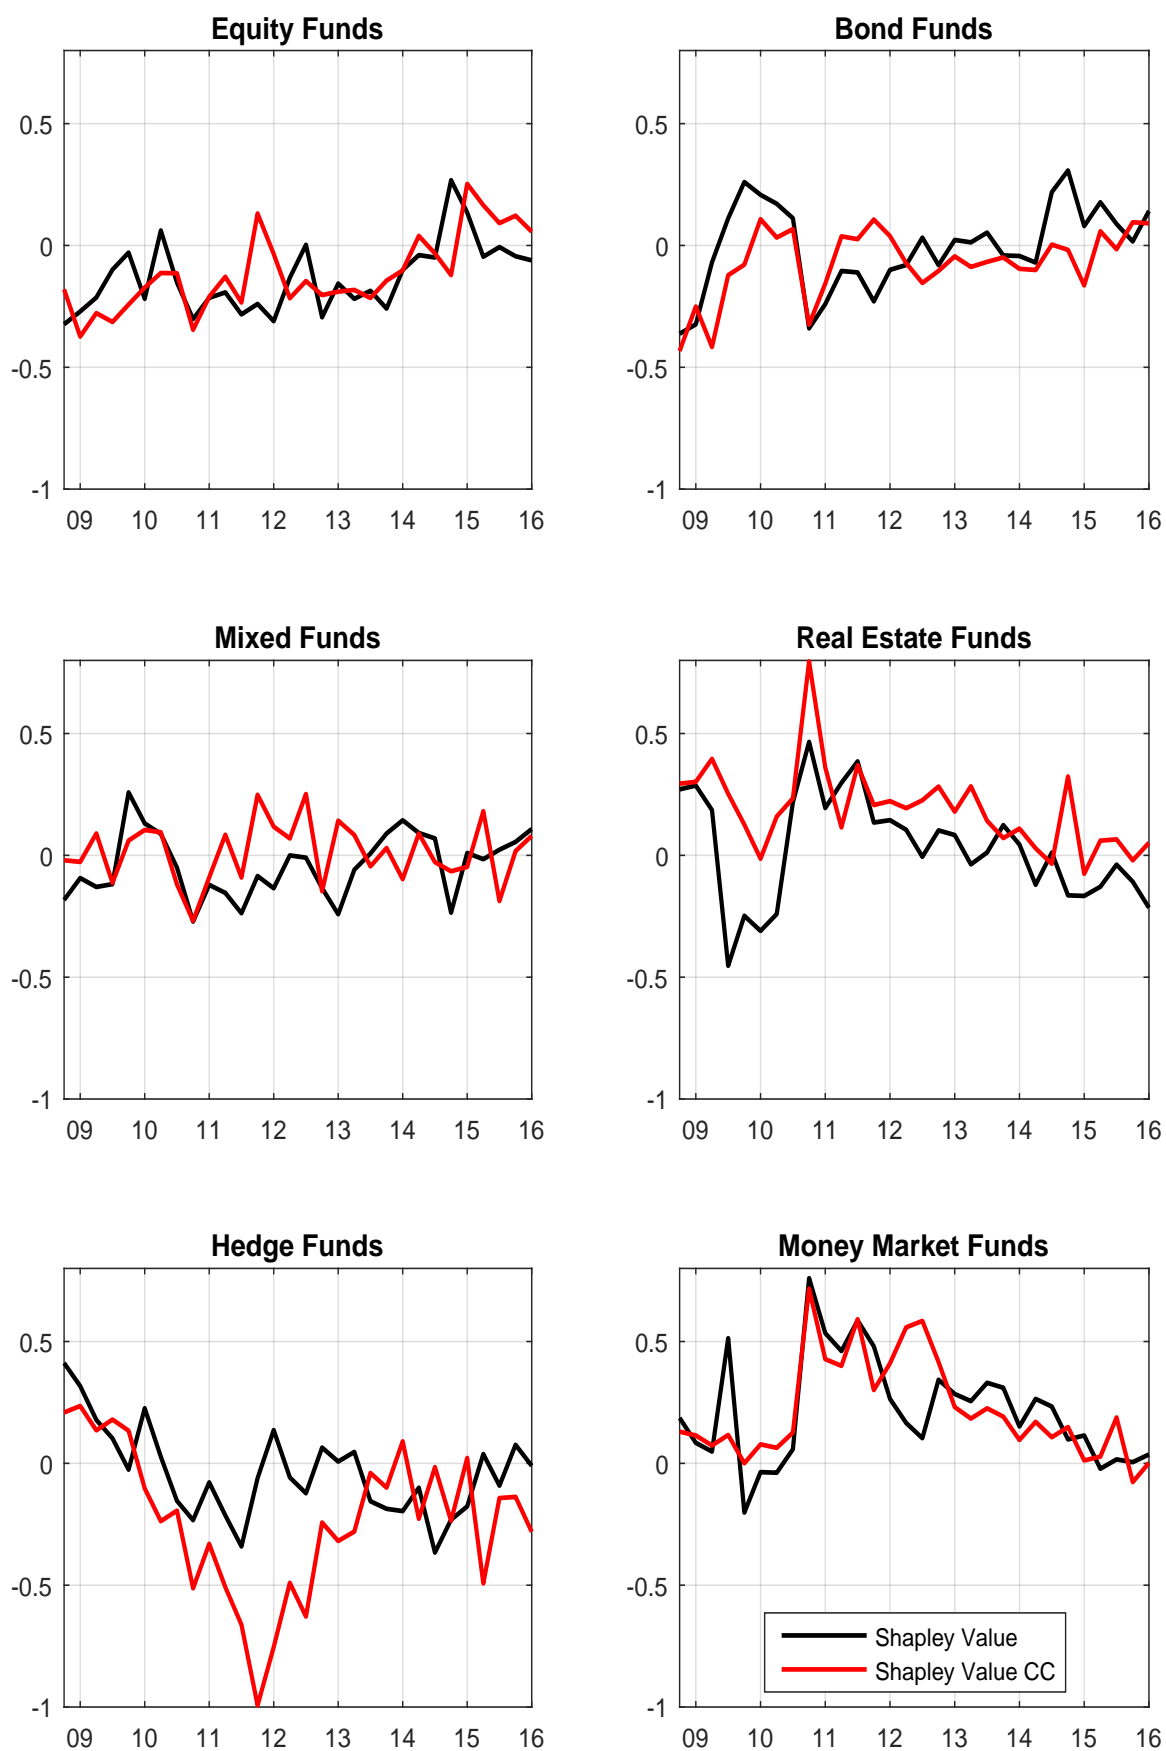 Equity Funds
0.5
0
-0.5
-1
09 10 11 12 13 14 15 16
Bond Funds
0.5
0
-0.5
-1
09 10 11 12 13 14 15 16
Mixed Funds
0.5
0
-0.5
-1
09 10 11 12 13 14 15 16
Real Estate Funds
0.5
0
-0.5
-1
09 10 11 12 13 14 15 16
Hedge Funds
0.5
0
-0.5
-1
09 10 11 12 13 14 15 16
Money Market Funds
0.5
0
-0.5
-1
09 10 11 12 13 14 15 16
Shapley Value
Shapley Value CC